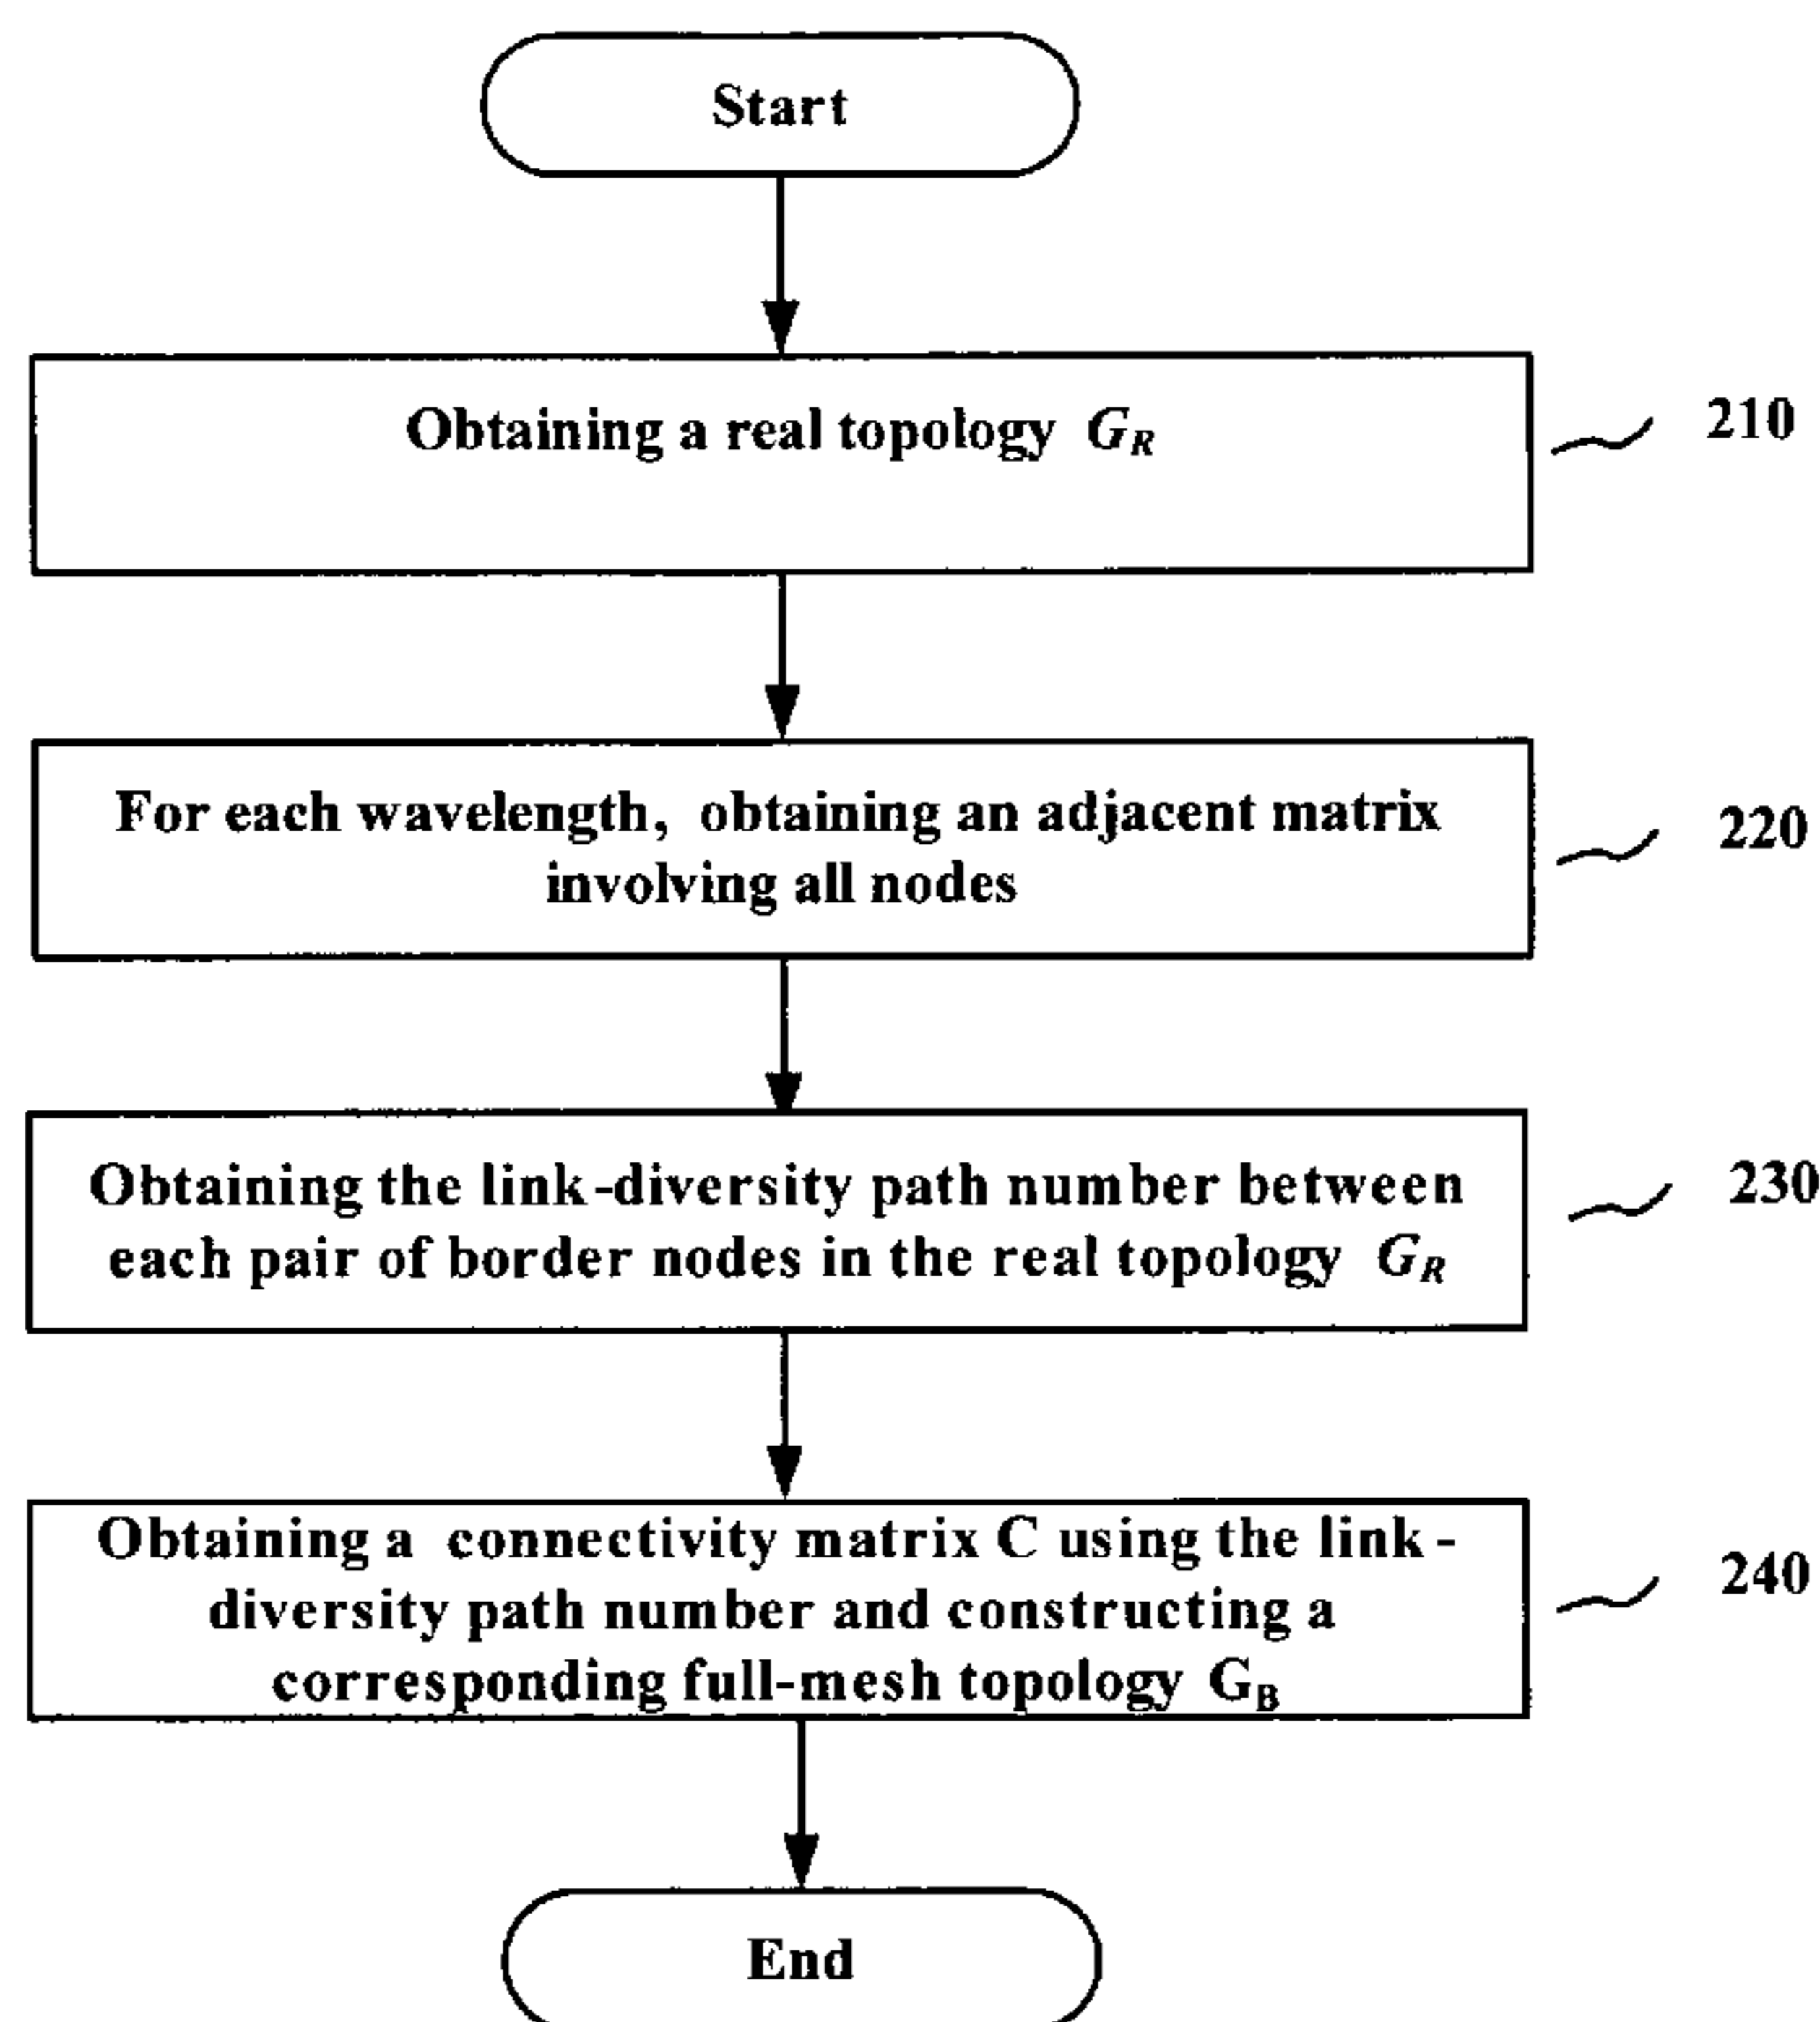 Start
Obtaining a real topology G_R
210
For each wavelength, obtaining an adjacent matrix
involving all nodes
220
Obtaining the link-diversity path number between
each pair of border nodes in the real topology G_R
230
Obtaining a connectivity matrix C using the link-
diversity path number and constructing a
corresponding full-mesh topology G_B
240
End